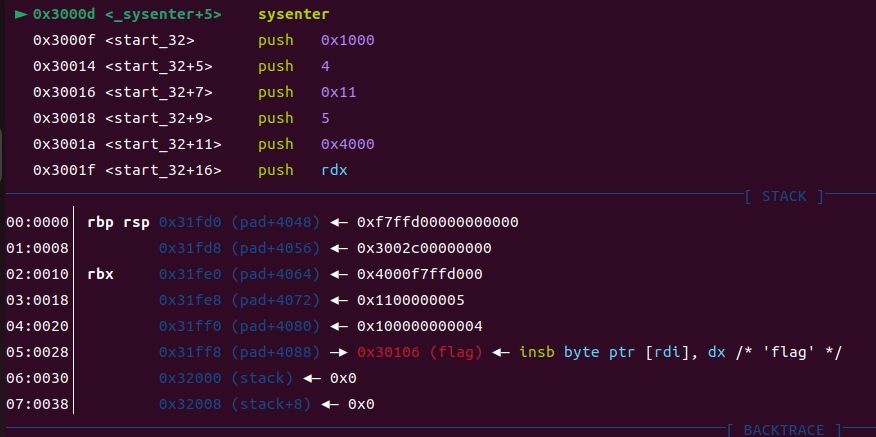 ► 0x3000d <_sysenter+5> sysenter
0x3000f <start_32> push 0x1000
0x30014 <start_32+5> push 4
0x30016 <start_32+7> push 0x11
0x30018 <start_32+9> push 5
0x3001a <start_32+11> push 0x4000
0x3001f <start_32+16> push rdx
[ STACK ]
00:0000│ rbp rsp 0x31fd0 (pad+4048) ◂— 0xf7ffd00000000000
01:0008│ 0x31fd8 (pad+4056) ◂— 0x3002c00000000
02:0010│ rbx 0x31fe0 (pad+4064) ◂— 0x4000f7ffd000
03:0018│ 0x31fe8 (pad+4072) ◂— 0x1100000005
04:0020│ 0x31ff0 (pad+4080) ◂— 0x100000000004
05:0028│ 0x31ff8 (pad+4088) —▸ 0x30106 (flag) ◂— insb byte ptr [rdi], dx /* 'flag' */
06:0030│ 0x32000 (stack) ◂— 0x0
07:0038│ 0x32008 (stack+8) ◂— 0x0
[ BACKTRACE ]